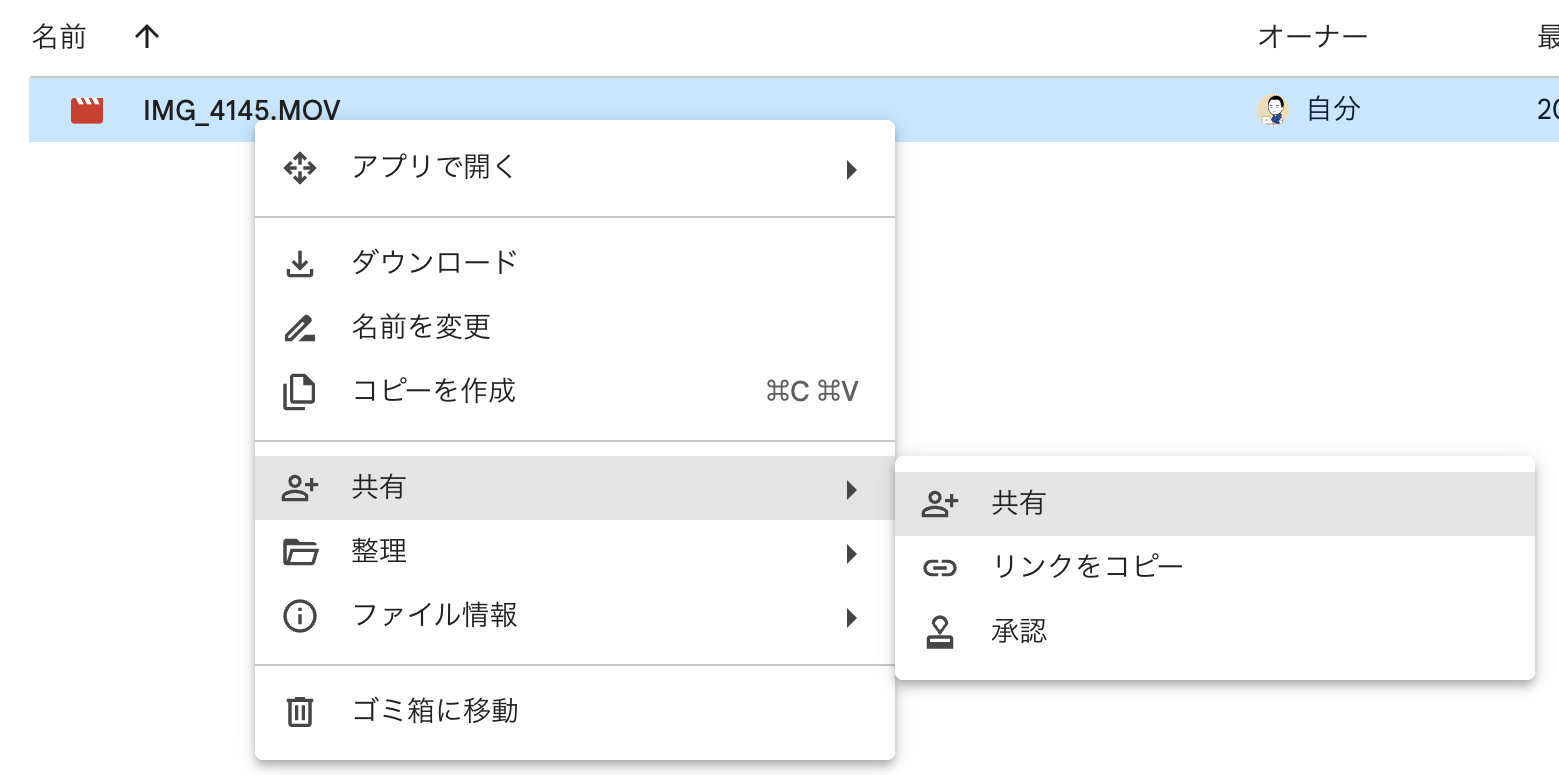 名前 ↑ オーナー 最
IMG_4145.MOV 自分 20
アプリで開く
ダウンロード
名前を変更
コピーを作成 ⌘C ⌘V
共有
整理
ファイル情報
ゴミ箱に移動
共有
リンクをコピー
承認